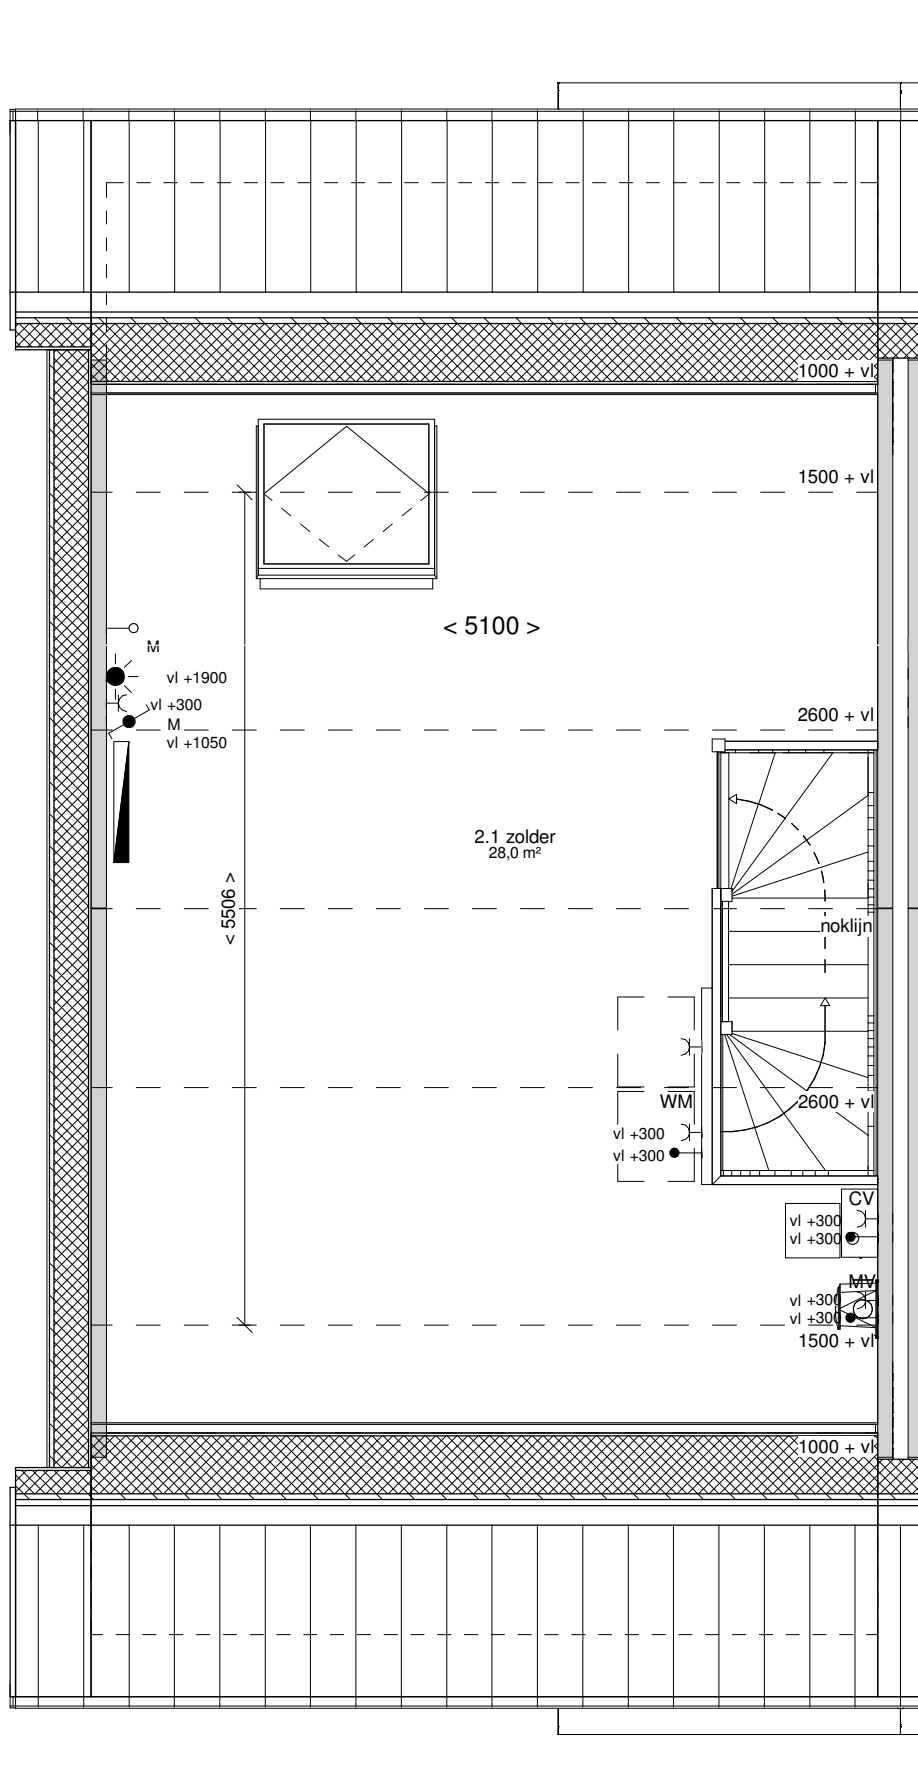 1000 + vl
1500 + vl
< 5100 >
M
vl +1900
vl +300
M
vl +1050
2600 + vl
2.1 zolder
28,0 m²
< 5506 >
noklijn
WM
2600 + vl
vl +300
vl +300
CV
vl +300
vl +300
MV
vl +300
vl +300
1500 + vl
1000 + vl